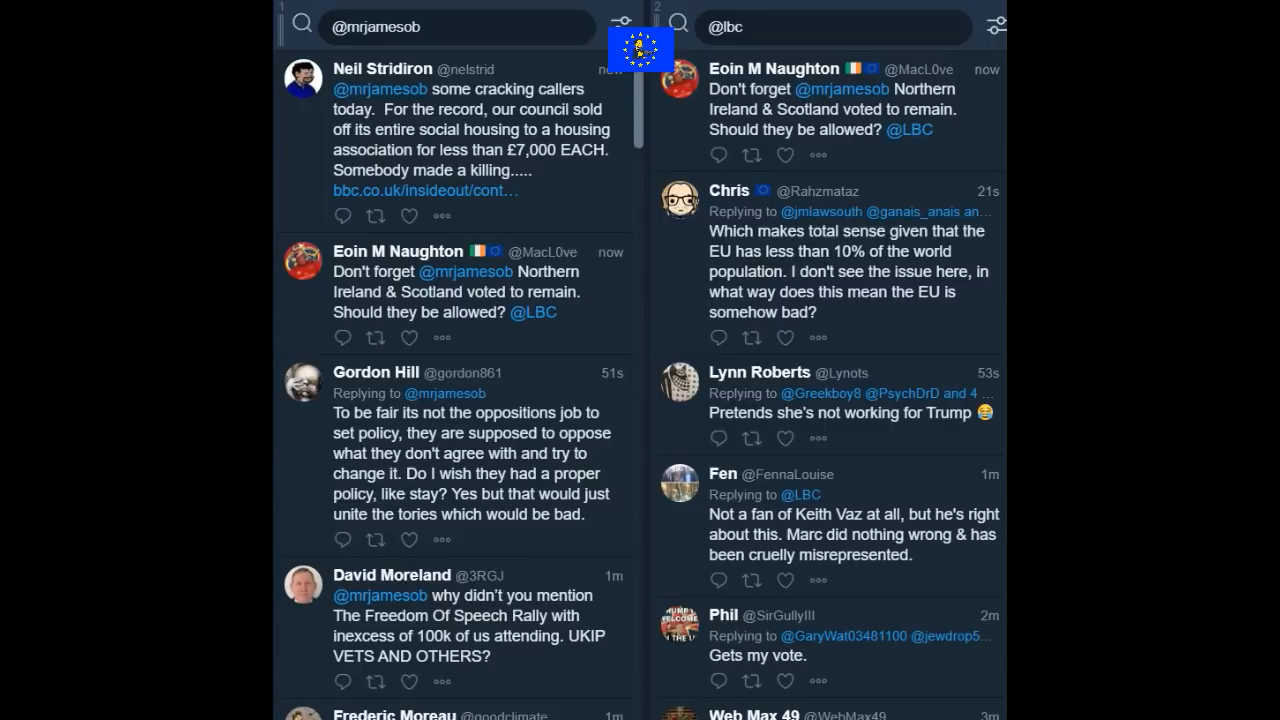 1
@mrjamesob
Neil Stridiron @nelstrid now
@mrjamesob some cracking callers
today.  For the record, our council sold
off its entire social housing to a housing
association for less than £7,000 EACH.
Somebody made a killing.....
bbc.co.uk/insideout/cont…
Eoin M Naughton @MacL0ve now
Don't forget @mrjamesob Northern
Ireland & Scotland voted to remain.
Should they be allowed? @LBC
Gordon Hill @gordon861 51s
Replying to @mrjamesob
To be fair its not the oppositions job to
set policy, they are supposed to oppose
what they don't agree with and try to
change it. Do I wish they had a proper
policy, like stay? Yes but that would just
unite the tories which would be bad.
David Moreland @3RGJ 1m
@mrjamesob why didn't you mention
The Freedom Of Speech Rally with
inexcess of 100k of us attending. UKIP
VETS AND OTHERS?
Frederic Moreau @goodclimate 1m
2
@lbc
Eoin M Naughton @MacL0ve now
Don't forget @mrjamesob Northern
Ireland & Scotland voted to remain.
Should they be allowed? @LBC
Chris @Rahzmataz 21s
Replying to @jmlawsouth @ganais_anais an…
Which makes total sense given that the
EU has less than 10% of the world
population. I don't see the issue here, in
what way does this mean the EU is
somehow bad?
Lynn Roberts @Lynots 53s
Replying to @Greekboy8 @PsychDrD and 4 …
Pretends she's not working for Trump 😂
Fen @FennaLouise 1m
Replying to @LBC
Not a fan of Keith Vaz at all, but he's right
about this. Marc did nothing wrong & has
been cruelly misrepresented.
Phil @SirGullyIII 2m
Replying to @GaryWat03481100 @jewdrop5…
Gets my vote.
Web Max 49 @WebMax49 3m